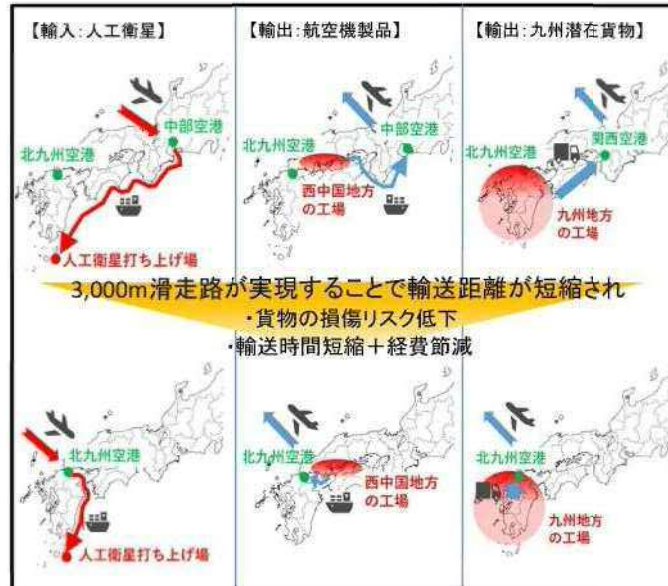 【輸入:人工衛星】
【輸出:航空機製品】
【輸出:九州潜在貨物】
中部空港
北九州空港
人工衛星打ち上げ場
中部空港
北九州空港
西中国地方
の工場
関西空港
北九州空港
九州地方
の工場
3,000m滑走路が実現することで輸送距離が短縮され
・貨物の損傷リスク低下
・輸送時間短縮+経費節減
北九州空港
人工衛星打ち上げ場
北九州空港
西中国地方
の工場
北九州空港
九州地方
の工場